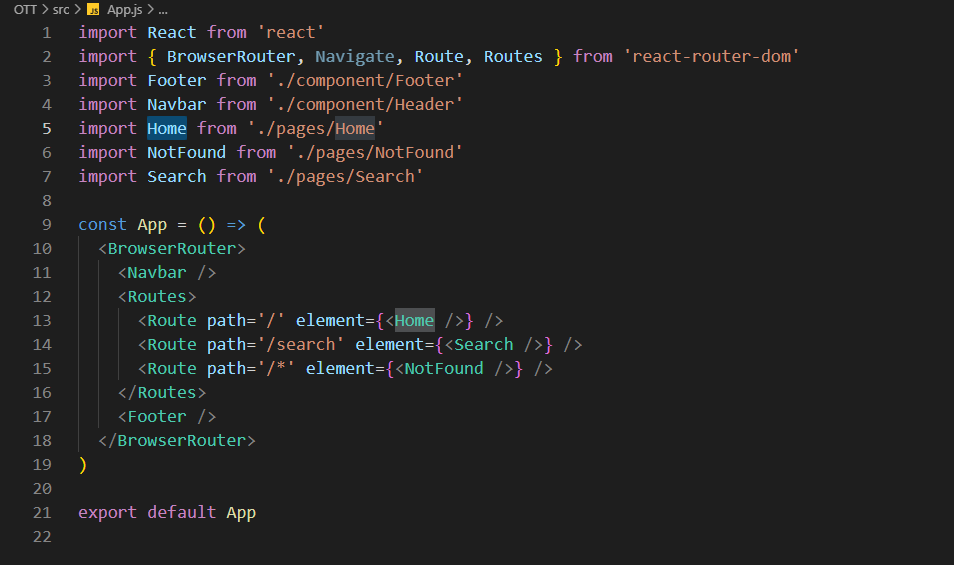 OTT > src > JS App.js > ...
1 import React from 'react'
2 import { BrowserRouter, Navigate, Route, Routes } from 'react-router-dom'
3 import Footer from './component/Footer'
4 import Navbar from './component/Header'
5 import Home from './pages/Home'
6 import NotFound from './pages/NotFound'
7 import Search from './pages/Search'
8
9 const App = () => (
10   <BrowserRouter>
11     <Navbar />
12     <Routes>
13       <Route path='/' element={<Home />} />
14       <Route path='/search' element={<Search />} />
15       <Route path='/*' element={<NotFound />} />
16     </Routes>
17     <Footer />
18   </BrowserRouter>
19 )
20
21 export default App
22